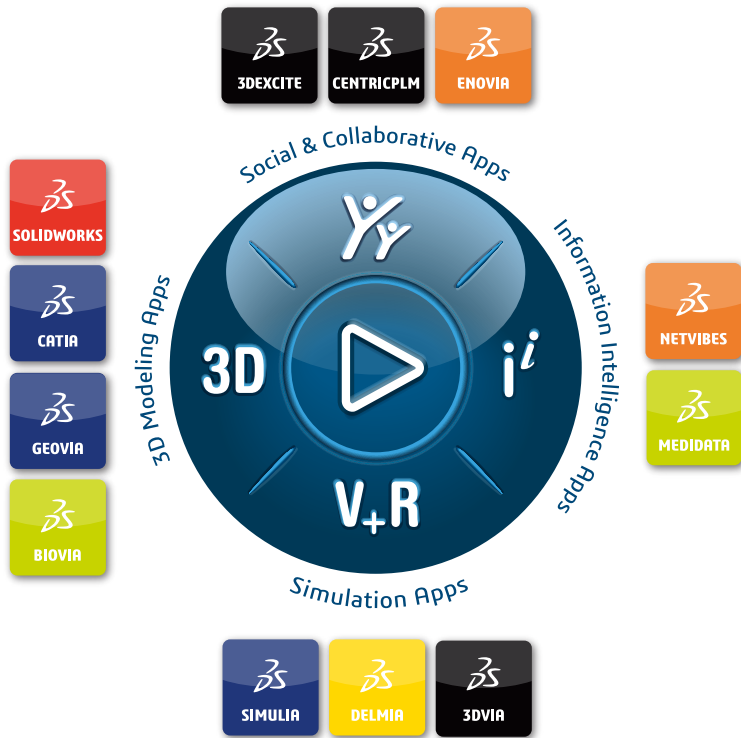 3DEXCITE
CENTRICPLM
ENOVIA
Social & Collaborative Apps
SOLIDWORKS
CATIA
GEOVIA
BIOVIA
3D Modeling Apps
3D
i i
V+R
Information Intelligence Apps
NETVIBES
MEDIDATA
Simulation Apps
SIMULIA
DELMIA
3DVIA